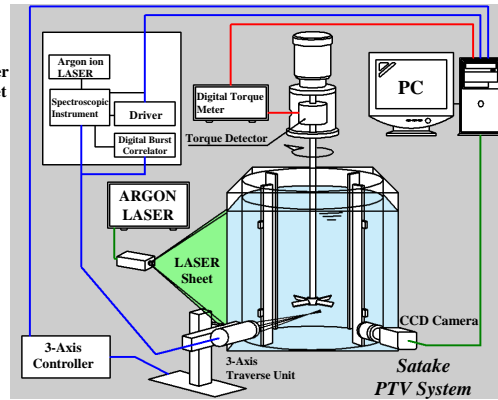 Argon ion
LASER
Spectroscopic
Instrument
Driver
Digital Burst
Correlator
Digital Torque
Meter
Torque Detector
PC
ARGON
LASER
LASER
Sheet
CCD Camera
3-Axis
Controller
3-Axis
Traverse Unit
Satake
PTV System